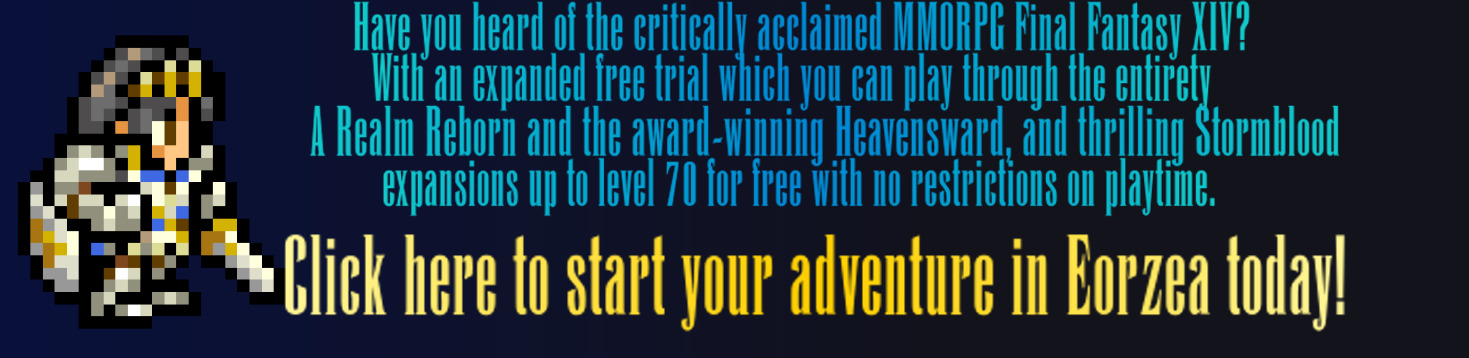 Have you heard of the critically acclaimed MMORPG Final Fantasy XIV?
With an expanded free trial which you can play through the entirety
A Realm Reborn and the award-winning Heavensward, and thrilling Stormblood
expansions up to level 70 for free with no restrictions on playtime.
Click here to start your adventure in Eorzea today!